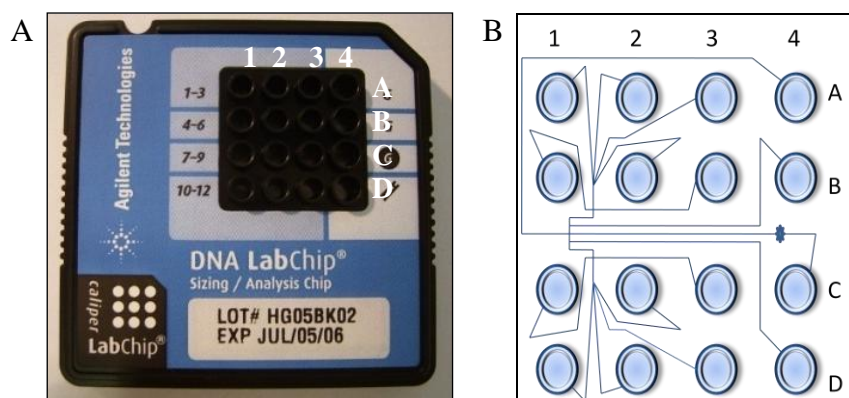 A
1 2 3 4
1-3
A
4-6
B
7-9
C
10-12
D
Agilent Technologies
DNA LabChip®
Sizing / Analysis Chip
caliper
LabChip®
LOT# HG05BK02
EXP JUL/05/06
B
1 2 3 4
A
B
C
D